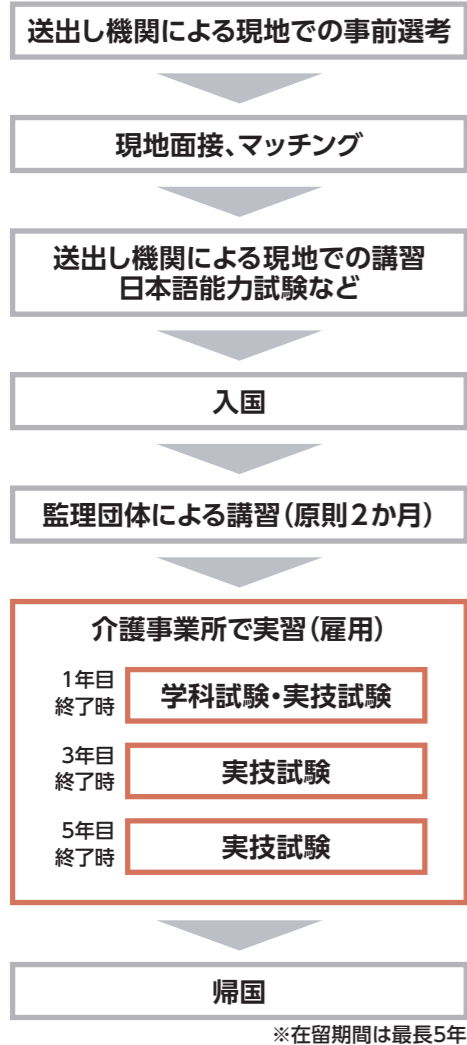 送出し機関による現地での事前選考
現地面接、マッチング
送出し機関による現地での講習
日本語能力試験など
入国
監理団体による講習（原則２か月）
介護事業所で実習（雇用）
1年目
終了時
学科試験・実技試験
3年目
終了時
実技試験
5年目
終了時
実技試験
帰国
※在留期間は最長5年